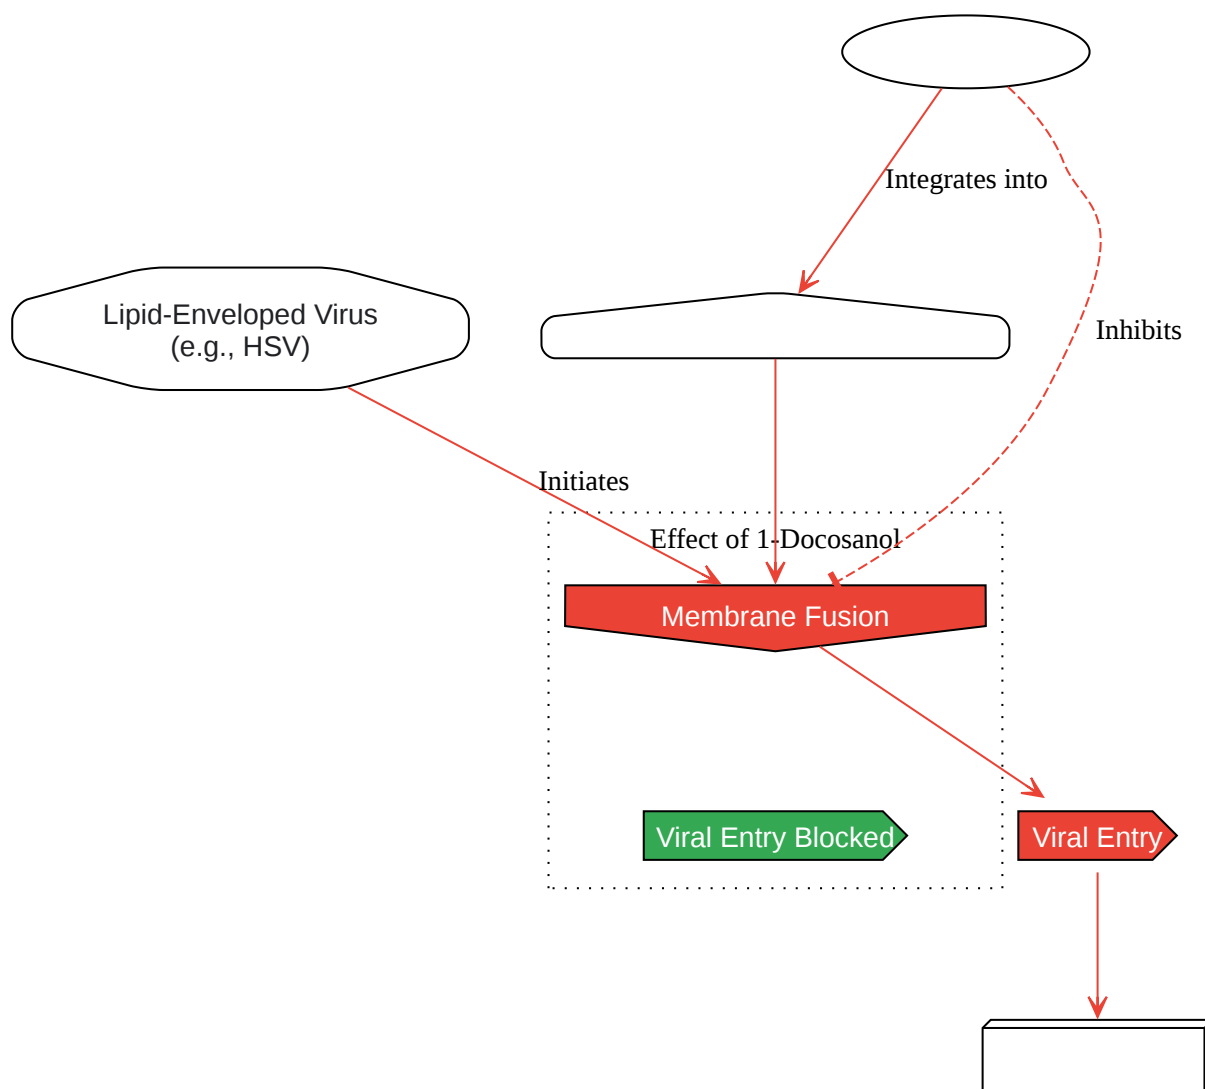 Integrates into
Lipid-Enveloped Virus
(e.g., HSV)
Inhibits
Initiates
Effect of 1-Docosanol
Membrane Fusion
Viral Entry Blocked
Viral Entry